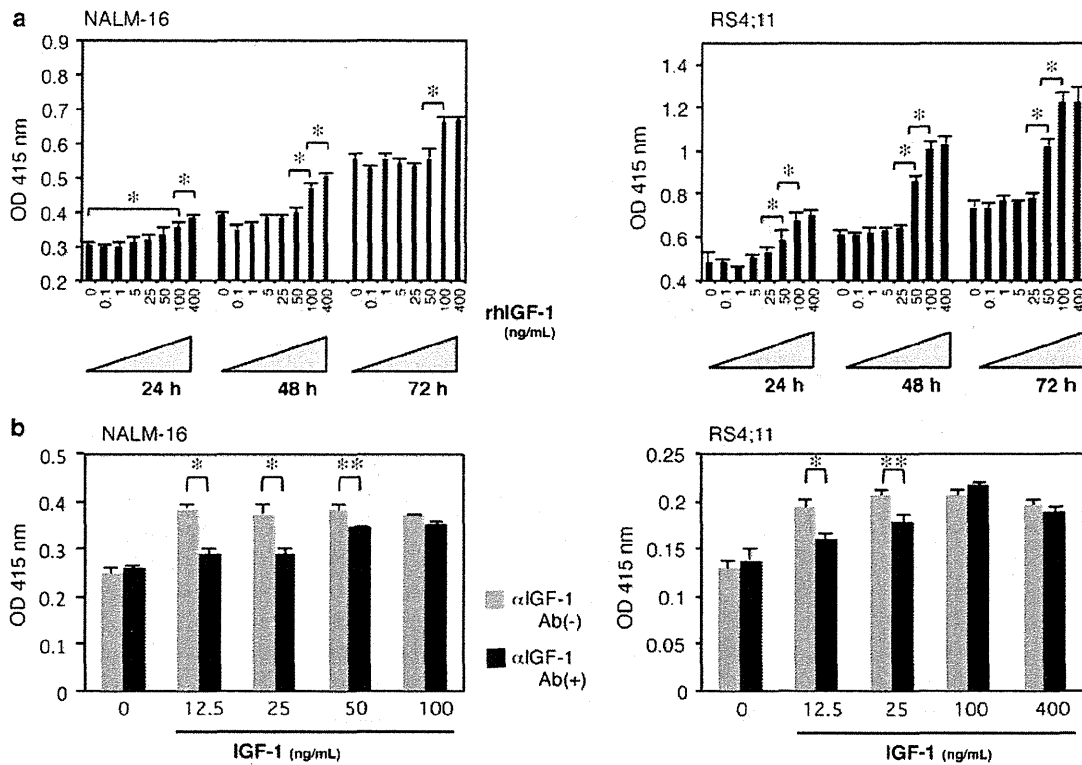 a
NALM-16
OD 415 nm
0.9
0.8
0.7
0.6
0.5
0.4
0.3
0.2
* * * * *
0 0.1 1 5 25 50 100 400
0 0.1 1 5 25 50 100 400
0 0.1 1 5 25 50 100 400
24 h 48 h 72 h
rhIGF-1
(ng/mL)
RS4;11
OD 415 nm
1.4
1.2
1
0.8
0.6
0.4
* * * * * *
0 0.1 1 5 25 50 100 400
0 0.1 1 5 25 50 100 400
0 0.1 1 5 25 50 100 400
24 h 48 h 72 h
b
NALM-16
OD 415 nm
0.5
0.4
0.3
0.2
0.1
0
* * **
0 12.5 25 50 100
IGF-1 (ng/mL)
αIGF-1
Ab(-)
αIGF-1
Ab(+)
RS4;11
OD 415 nm
0.25
0.2
0.15
0.1
0.05
0
* **
0 12.5 25 100 400
IGF-1 (ng/mL)